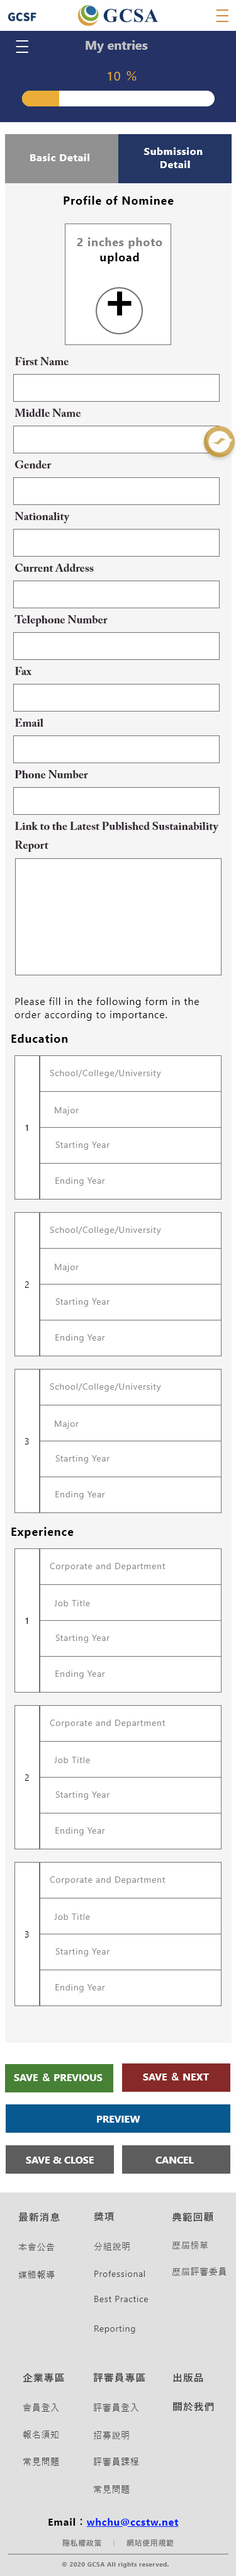 GCSF
GCSA
My entries
10 %
Basic Detail
Submission
Detail
Profile of Nominee
2 inches photo
upload
First Name
Middle Name
Gender
Nationality
Current Address
Telephone Number
Fax
Email
Phone Number
Link to the Latest Published Sustainability
Report
Please fill in the following form in the
order according to importance.
Education
School/College/University
Major
1
Starting Year
Ending Year
School/College/University
Major
2
Starting Year
Ending Year
School/College/University
Major
3
Starting Year
Ending Year
Experience
Corporate and Department
Job Title
1
Starting Year
Ending Year
Corporate and Department
Job Title
2
Starting Year
Ending Year
Corporate and Department
Job Title
3
Starting Year
Ending Year
SAVE & PREVIOUS
SAVE & NEXT
PREVIEW
SAVE & CLOSE
CANCEL
最新消息
本會公告
媒體報導
獎項
分組說明
Professional
Best Practice
Reporting
典範回顧
歷屆榜單
歷屆評審委員
企業專區
會員登入
報名須知
常見問題
評審員專區
評審員登入
招募說明
評審員課程
常見問題
出版品
關於我們
Email：whchu@ccstw.net
隱私權政策 | 網站使用規範
© 2020 GCSA All rights reserved.